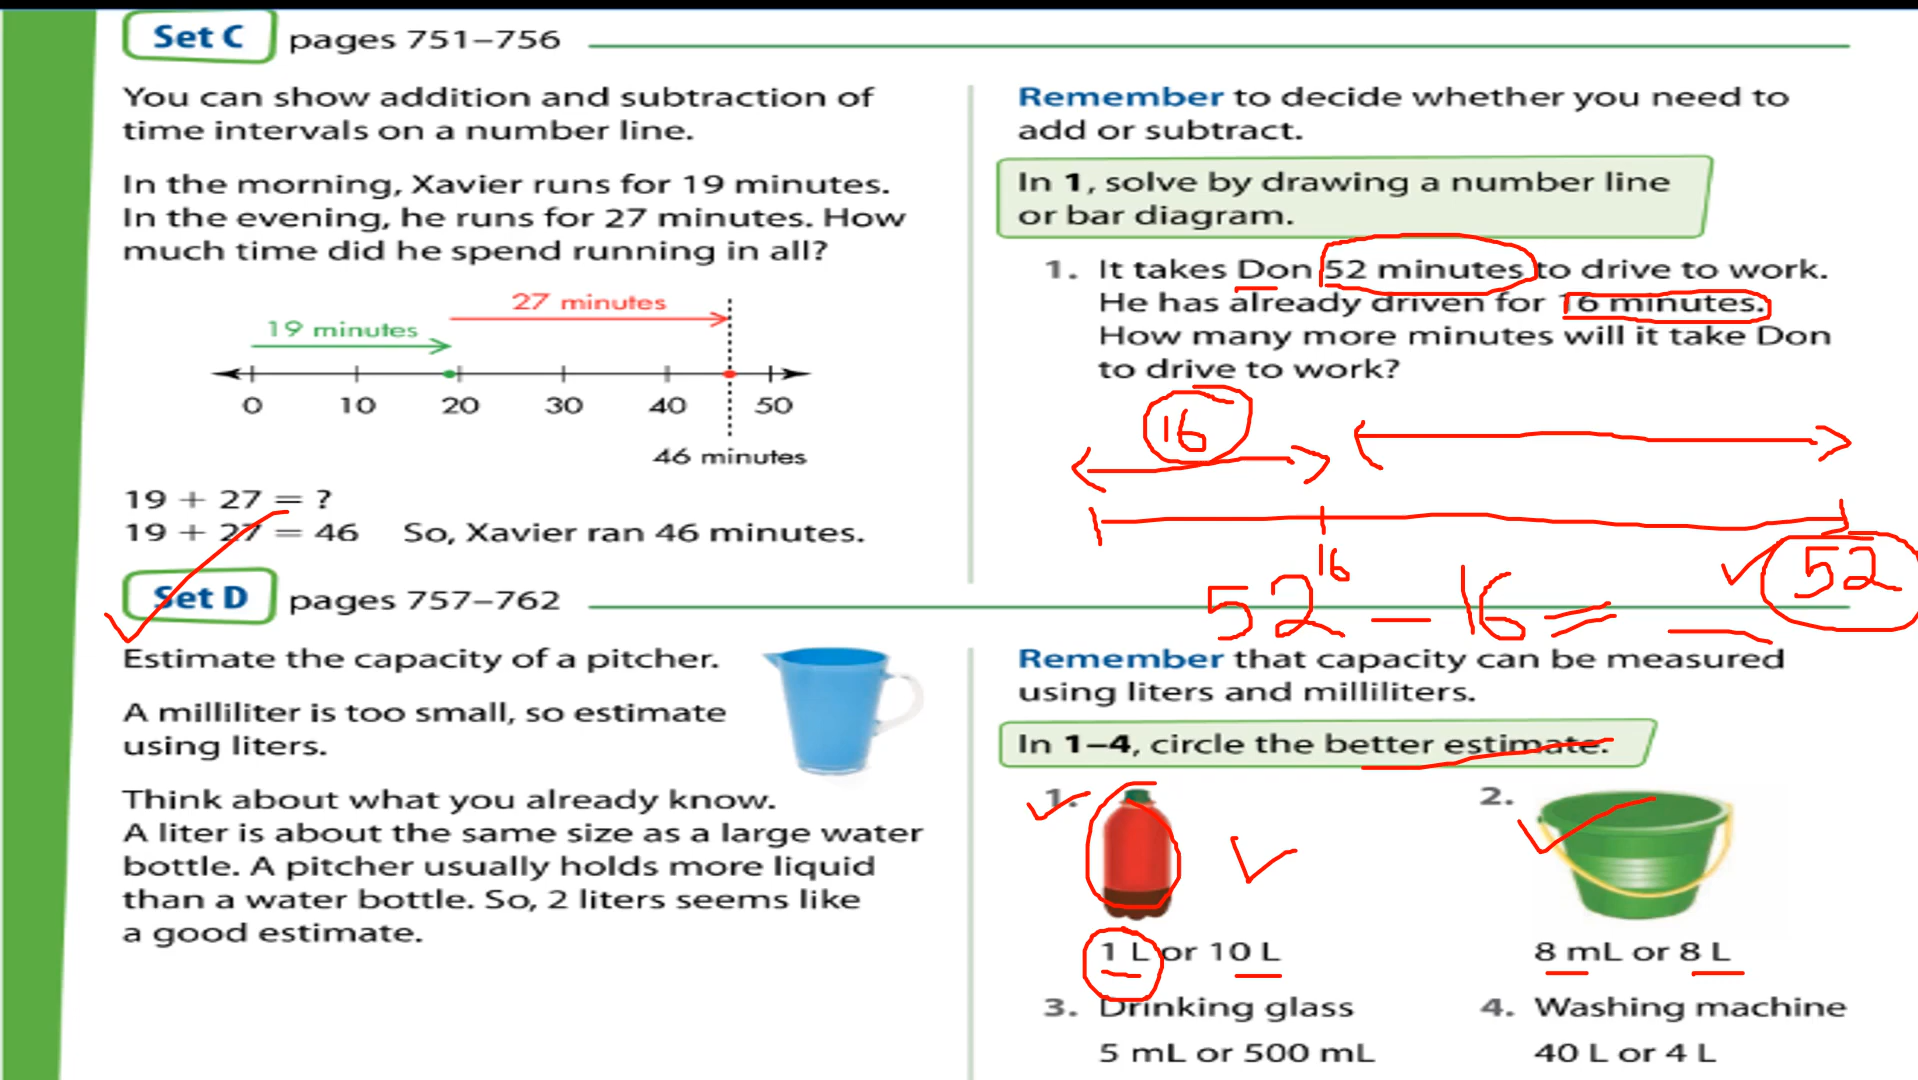 Set C pages 751–756
You can show addition and subtraction of
time intervals on a number line.
In the morning, Xavier runs for 19 minutes.
In the evening, he runs for 27 minutes. How
much time did he spend running in all?
27 minutes
19 minutes
0 10 20 30 40 50
46 minutes
19 + 27 = ?
19 + 27 = 46 So, Xavier ran 46 minutes.
Remember to decide whether you need to
add or subtract.
In 1, solve by drawing a number line
or bar diagram.
1. It takes Don 52 minutes to drive to work.
He has already driven for 16 minutes.
How many more minutes will it take Don
to drive to work?
16
16
52
52 – 16 = __
Set D pages 757–762
Estimate the capacity of a pitcher.
A milliliter is too small, so estimate
using liters.
Think about what you already know.
A liter is about the same size as a large water
bottle. A pitcher usually holds more liquid
than a water bottle. So, 2 liters seems like
a good estimate.
Remember that capacity can be measured
using liters and milliliters.
In 1–4, circle the better estimate.
1.
1 L or 10 L
2.
8 mL or 8 L
3. Drinking glass
5 mL or 500 mL
4. Washing machine
40 L or 4 L